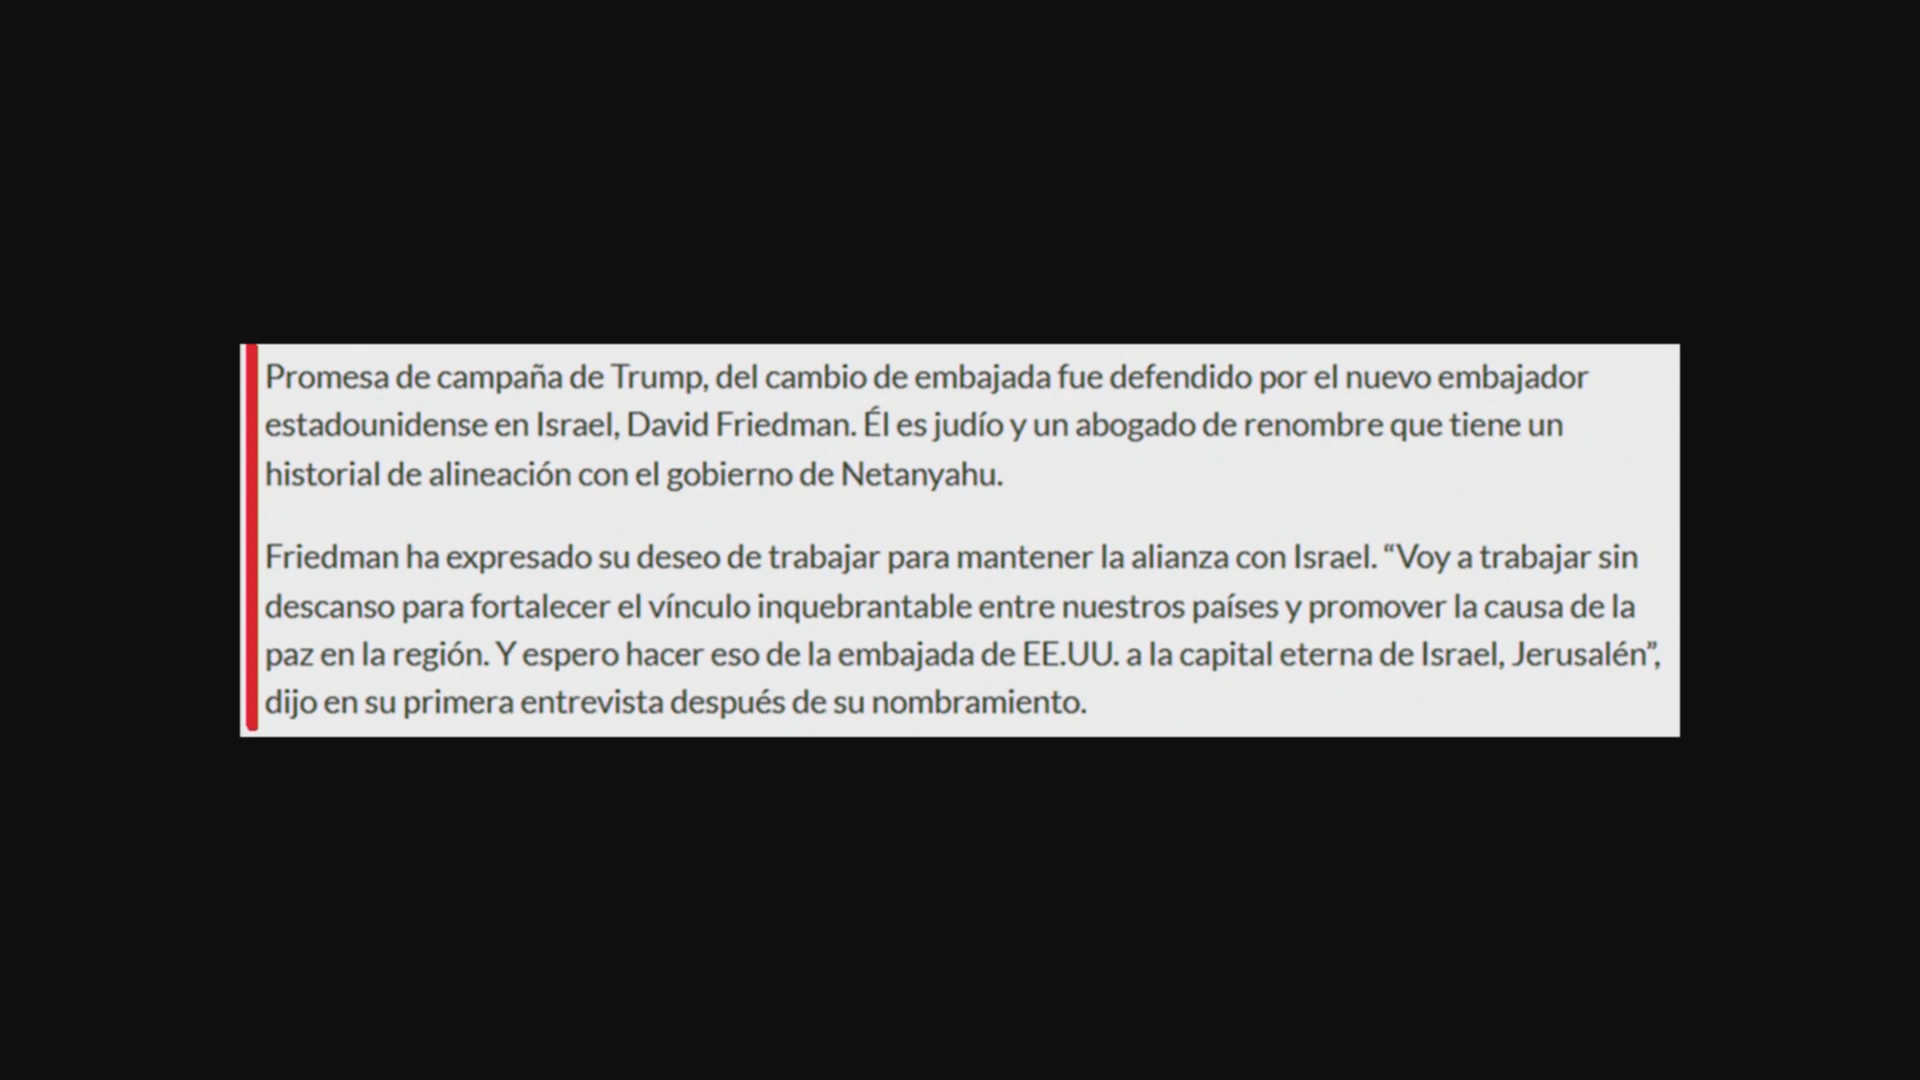 Promesa de campaña de Trump, del cambio de embajada fue defendido por el nuevo embajador
estadounidense en Israel, David Friedman. Él es judío y un abogado de renombre que tiene un
historial de alineación con el gobierno de Netanyahu.
Friedman ha expresado su deseo de trabajar para mantener la alianza con Israel. “Voy a trabajar sin
descanso para fortalecer el vínculo inquebrantable entre nuestros países y promover la causa de la
paz en la región. Y espero hacer eso de la embajada de EE.UU. a la capital eterna de Israel, Jerusalén”,
dijo en su primera entrevista después de su nombramiento.